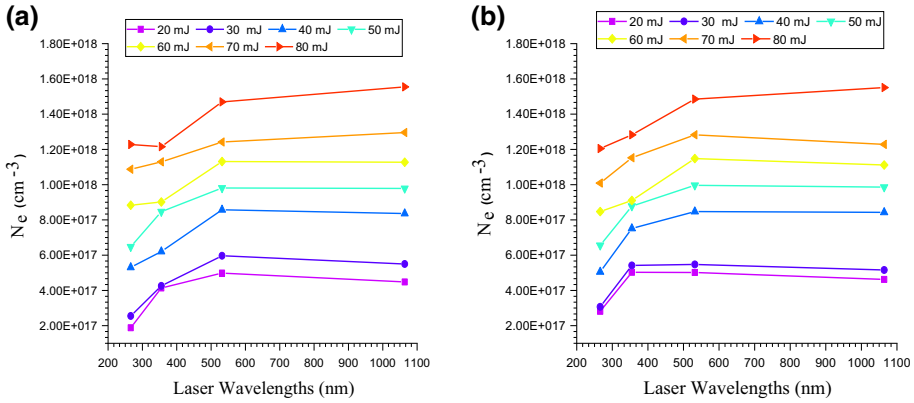 (a)
20 mJ 30 mJ 40 mJ 50 mJ
60 mJ 70 mJ 80 mJ
1.80E+018
1.60E+018
1.40E+018
1.20E+018
1.00E+018
8.00E+017
6.00E+017
4.00E+017
2.00E+017
N e (cm -3)
200 300 400 500 600 700 800 900 1000 1100
Laser Wavelengths (nm)
(b)
20 mJ 30 mJ 40 mJ 50 mJ
60 mJ 70 mJ 80 mJ
1.80E+018
1.60E+018
1.40E+018
1.20E+018
1.00E+018
8.00E+017
6.00E+017
4.00E+017
2.00E+017
N e (cm -3)
200 300 400 500 600 700 800 900 1000 1100
Laser Wavelengths (nm)